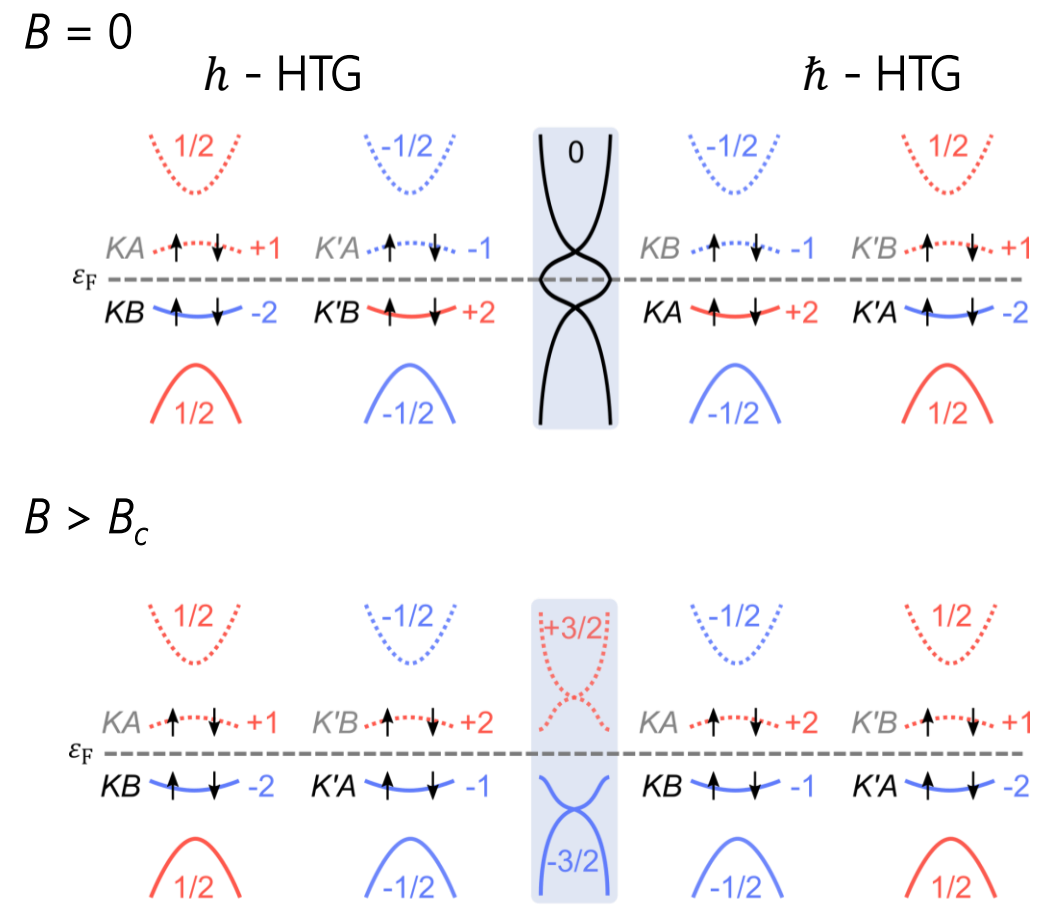 B = 0
h - HTG ħ - HTG
1/2 -1/2 0 -1/2 1/2
KA +1 K'A -1 KB -1 K'B +1
εF
KB -2 K'B +2 KA +2 K'A -2
1/2 -1/2 -1/2 1/2
B > Bc
1/2 -1/2 +3/2 -1/2 1/2
KA +1 K'B +2 KA +2 K'B +1
εF
KB -2 K'A -1 KB -1 K'A -2
1/2 -1/2 -3/2 -1/2 1/2